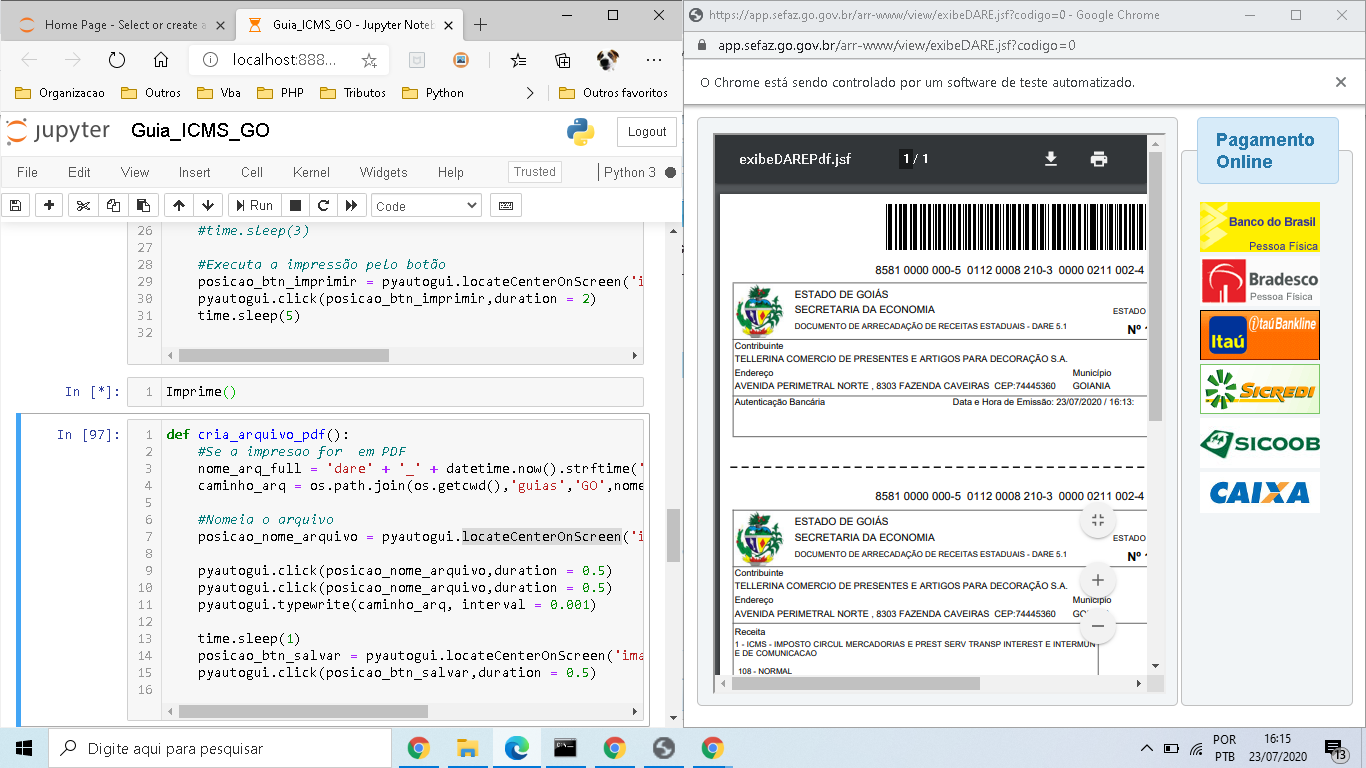 Home Page - Select or create a
Guia_ICMS_GO - Jupyter Noteb
localhost:888...
Organizacao
Outros
Vba
PHP
Tributos
Python
Outros favoritos
jupyter
Guia_ICMS_GO
Logout
File
Edit
View
Insert
Cell
Kernel
Widgets
Help
Trusted
Python 3
Run
Code
26 #time.sleep(3)
27
28 #Executa a impressão pelo botão
29 posicao_btn_imprimir = pyautogui.locateCenterOnScreen('i
30 pyautogui.click(posicao_btn_imprimir,duration = 2)
31 time.sleep(5)
32
In [*]:
1 Imprime()
In [97]:
1 def cria_arquivo_pdf():
2 #Se a impresao for  em PDF
3 nome_arq_full = 'dare' + '_' + datetime.now().strftime('
4 caminho_arq = os.path.join(os.getcwd(),'guias','GO',nome
5
6 #Nomeia o arquivo
7 posicao_nome_arquivo = pyautogui.locateCenterOnScreen('i
8
9 pyautogui.click(posicao_nome_arquivo,duration = 0.5)
10 pyautogui.click(posicao_nome_arquivo,duration = 0.5)
11 pyautogui.typewrite(caminho_arq, interval = 0.001)
12
13 time.sleep(1)
14 posicao_btn_salvar = pyautogui.locateCenterOnScreen('ima
15 pyautogui.click(posicao_btn_salvar,duration = 0.5)
16
https://app.sefaz.go.gov.br/arr-www/view/exibeDARE.jsf?codigo=0 - Google Chrome
app.sefaz.go.gov.br/arr-www/view/exibeDARE.jsf?codigo=0
O Chrome está sendo controlado por um software de teste automatizado.
exibeDAREPdf.jsf
1 / 1
8581 0000 000-5 0112 0008 210-3 0000 0211 002-4
ESTADO DE GOIÁS
SECRETARIA DA ECONOMIA
ESTADO
DOCUMENTO DE ARRECADAÇÃO DE RECEITAS ESTADUAIS - DARE 5.1
Nº
Contribuinte
TELLERINA COMERCIO DE PRESENTES E ARTIGOS PARA DECORAÇÃO S.A.
Endereço
Município
AVENIDA PERIMETRAL NORTE , 8303 FAZENDA CAVEIRAS CEP:74445360
GOIANIA
Autenticação Bancária
Data e Hora de Emissão: 23/07/2020 / 16:13:
8581 0000 000-5 0112 0008 210-3 0000 0211 002-4
ESTADO DE GOIÁS
SECRETARIA DA ECONOMIA
ESTADO
DOCUMENTO DE ARRECADAÇÃO DE RECEITAS ESTADUAIS - DARE 5.1
Nº
Contribuinte
TELLERINA COMERCIO DE PRESENTES E ARTIGOS PARA DECORAÇÃO S.A.
Endereço
Município
AVENIDA PERIMETRAL NORTE , 8303 FAZENDA CAVEIRAS CEP:74445360
Receita
1 - ICMS - IMPOSTO CIRCUL MERCADORIAS E PREST SERV TRANSP INTEREST E INTERMUN
E DE COMUNICACAO
108 - NORMAL
Pagamento
Online
Banco do Brasil
Pessoa Física
Bradesco
Pessoa Física
Itaú
itaúBankline
SICREDI
SICOOB
CAIXA
Digite aqui para pesquisar
POR
PTB
16:15
23/07/2020
13